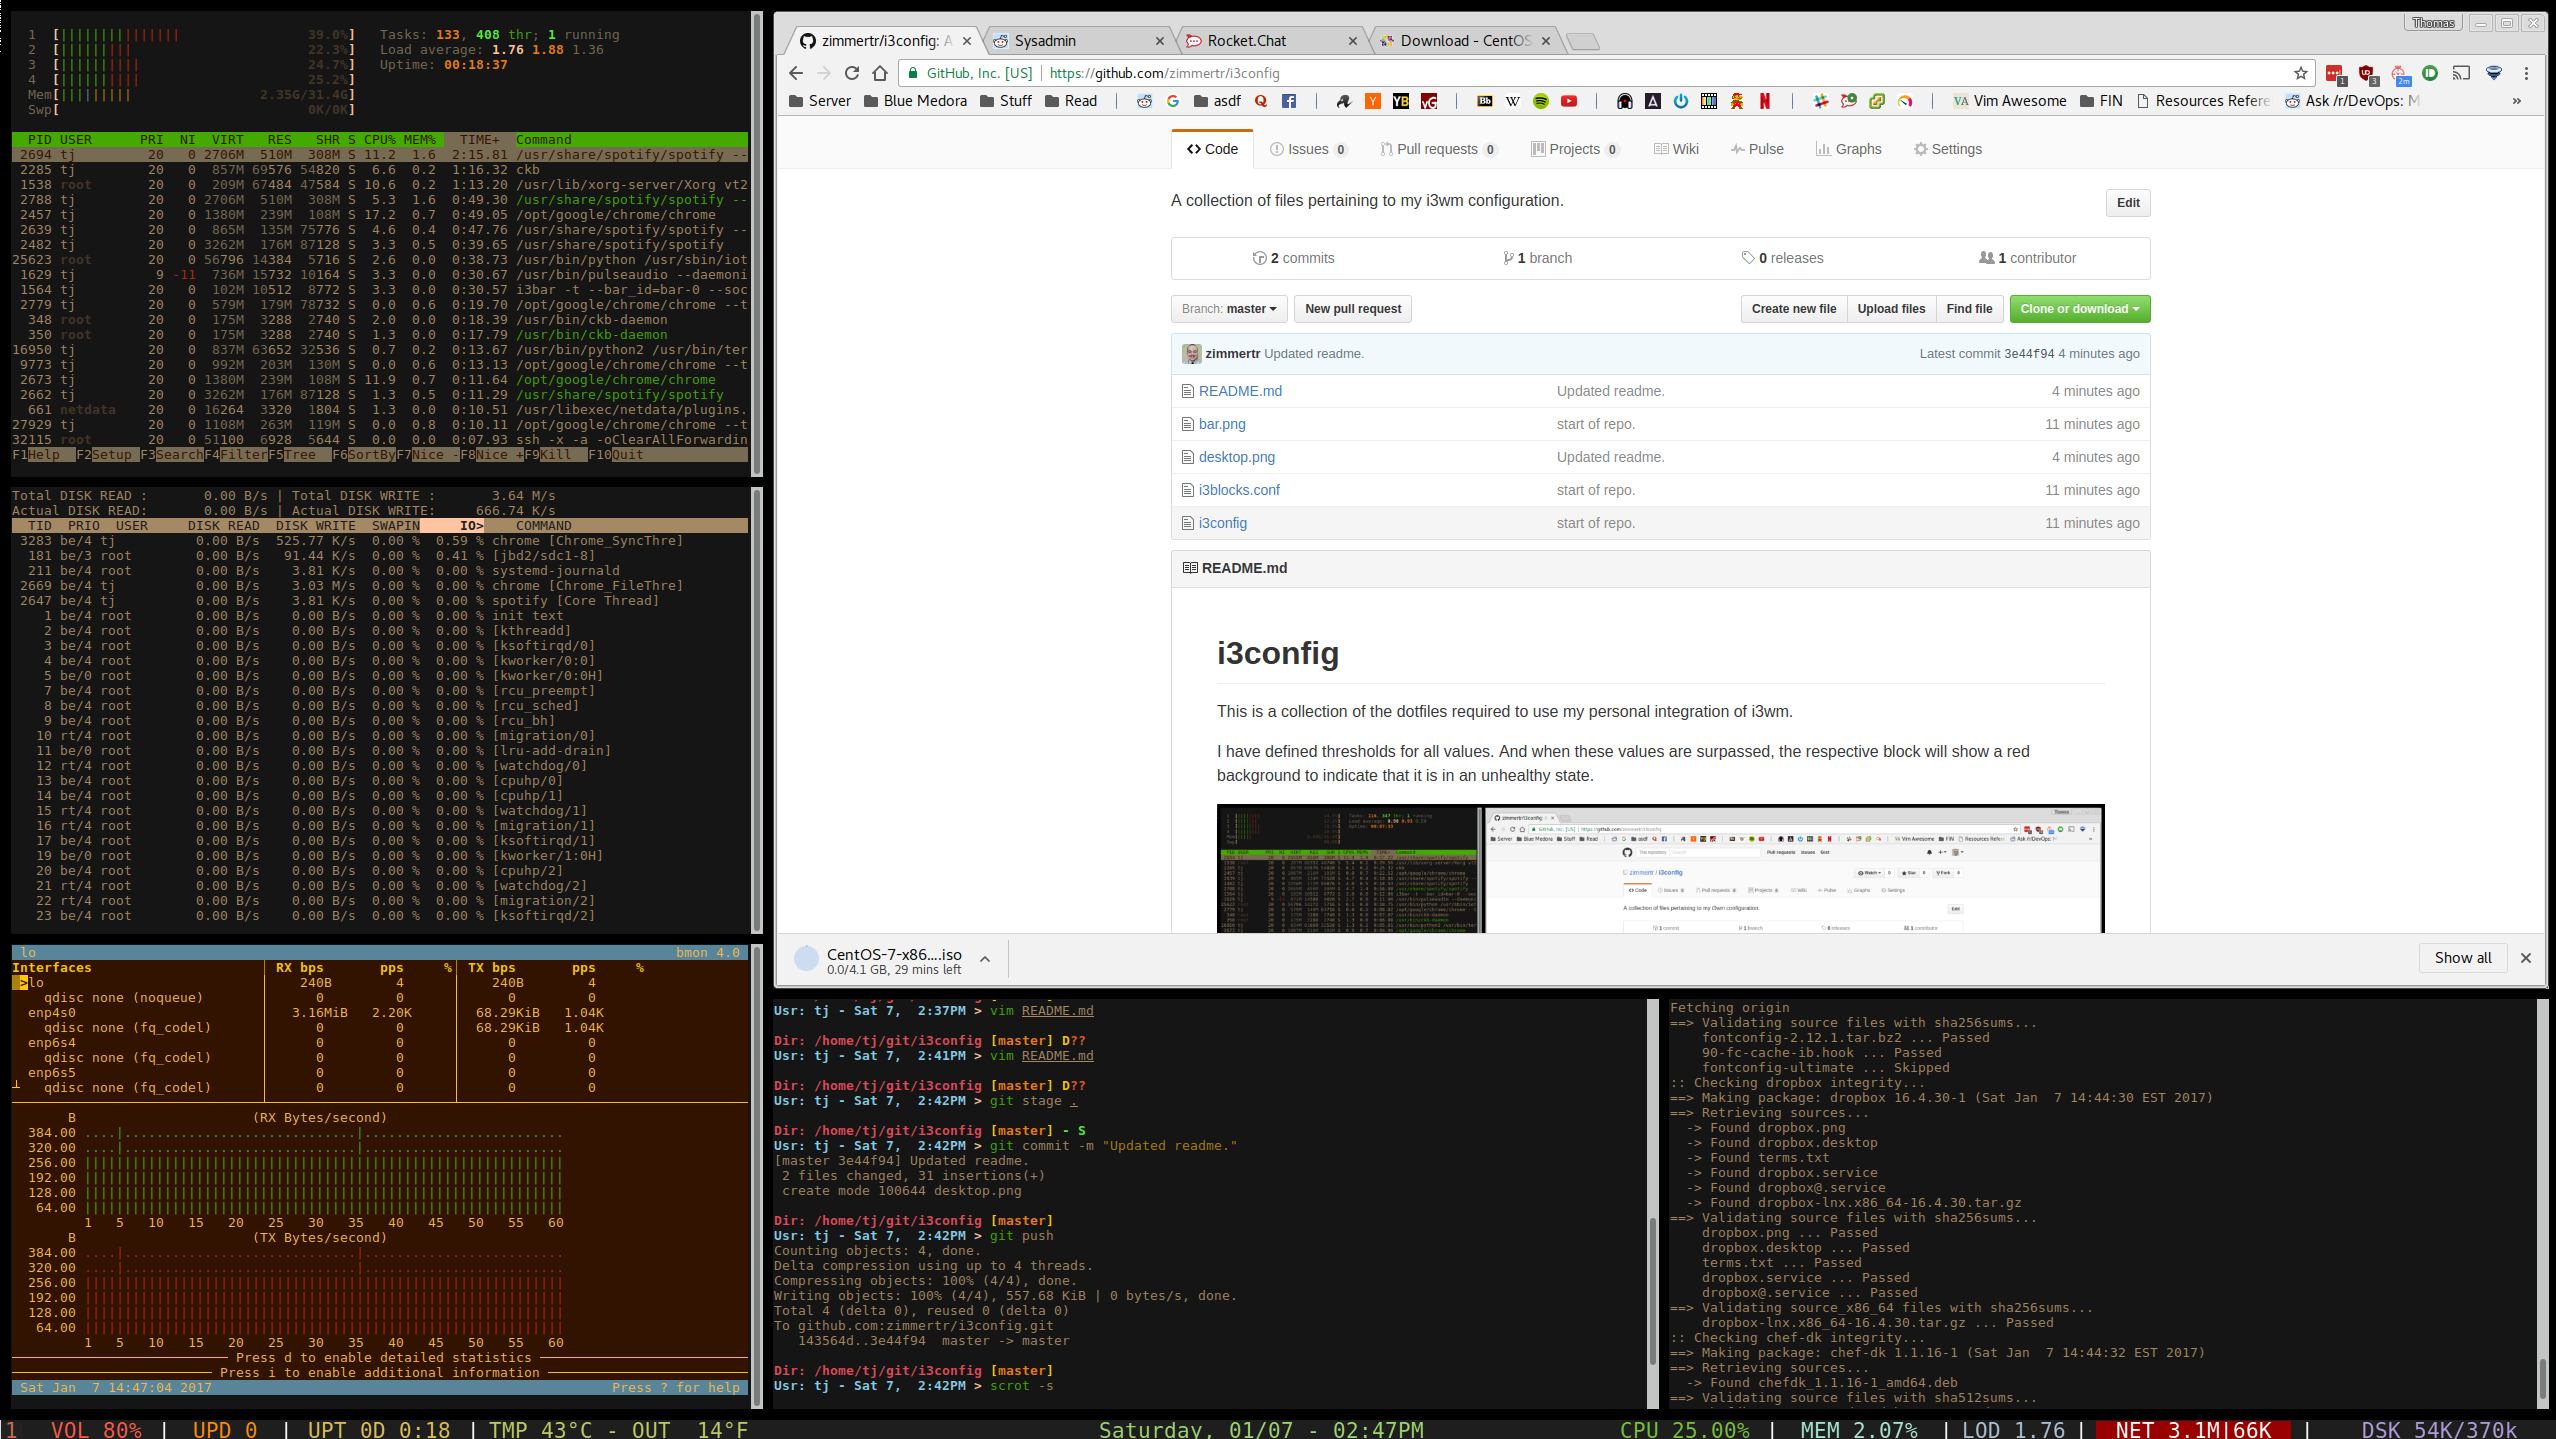 1 [||||||||||||||| 39.0%] Tasks: 133, 408 thr; 1 running
2 [||||||||| 22.3%] Load average: 1.76 1.88 1.36
3 [|||||||||| 24.7%] Uptime: 00:18:37
4 [|||||||||| 25.2%]
Mem[||||||||| 2.35G/31.4G]
Swp[ 0K/0K]
PID USER PRI NI VIRT RES SHR S CPU% MEM% TIME+ Command
2694 tj 20 0 2706M 510M 308M S 11.2 1.6 2:15.81 /usr/share/spotify/spotify --
2285 tj 20 0 857M 69576 54820 S 6.6 0.2 1:16.32 ckb
1538 root 20 0 209M 67484 47584 S 10.6 0.2 1:13.20 /usr/lib/xorg-server/Xorg vt2
2788 tj 20 0 2706M 510M 308M S 5.3 1.6 0:49.30 /usr/share/spotify/spotify --
2457 tj 20 0 1380M 239M 108M S 17.2 0.7 0:49.05 /opt/google/chrome/chrome
2639 tj 20 0 865M 135M 75776 S 4.6 0.4 0:47.76 /usr/share/spotify/spotify --
2482 tj 20 0 3262M 176M 87128 S 3.3 0.5 0:39.65 /usr/share/spotify/spotify
25623 root 20 0 56796 14384 5716 S 2.6 0.0 0:38.73 /usr/bin/python /usr/sbin/iot
1629 tj 9 -11 736M 15732 10164 S 3.3 0.0 0:30.67 /usr/bin/pulseaudio --daemoni
1564 tj 20 0 102M 10512 8772 S 3.3 0.0 0:30.57 i3bar -t --bar_id=bar-0 --soc
2779 tj 20 0 579M 179M 78732 S 0.0 0.6 0:19.70 /opt/google/chrome/chrome --t
348 root 20 0 175M 3288 2740 S 2.0 0.0 0:18.39 /usr/bin/ckb-daemon
350 root 20 0 175M 3288 2740 S 1.3 0.0 0:17.79 /usr/bin/ckb-daemon
16950 tj 20 0 837M 63652 32536 S 0.7 0.2 0:13.67 /usr/bin/python2 /usr/bin/ter
9773 tj 20 0 992M 203M 130M S 0.0 0.6 0:13.13 /opt/google/chrome/chrome --t
2673 tj 20 0 1380M 239M 108M S 11.9 0.7 0:11.64 /opt/google/chrome/chrome
2662 tj 20 0 3262M 176M 87128 S 1.3 0.5 0:11.29 /usr/share/spotify/spotify
661 netdata 20 0 16264 3320 1804 S 1.3 0.0 0:10.51 /usr/libexec/netdata/plugins.
27929 tj 20 0 1108M 263M 119M S 0.0 0.8 0:10.11 /opt/google/chrome/chrome --t
32115 root 20 0 51100 6928 5644 S 0.0 0.0 0:07.93 ssh -x -a -oClearAllForwardin
F1Help F2Setup F3SearchF4FilterF5Tree F6SortByF7Nice -F8Nice +F9Kill F10Quit
Total DISK READ : 0.00 B/s | Total DISK WRITE : 3.64 M/s
Actual DISK READ: 0.00 B/s | Actual DISK WRITE: 666.74 K/s
TID PRIO USER DISK READ DISK WRITE SWAPIN IO> COMMAND
3283 be/4 tj 0.00 B/s 525.77 K/s 0.00 % 0.59 % chrome [Chrome_SyncThre]
181 be/3 root 0.00 B/s 91.44 K/s 0.00 % 0.41 % [jbd2/sdc1-8]
211 be/4 root 0.00 B/s 3.81 K/s 0.00 % 0.00 % systemd-journald
2669 be/4 tj 0.00 B/s 3.03 M/s 0.00 % 0.00 % chrome [Chrome_FileThre]
2647 be/4 tj 0.00 B/s 3.81 K/s 0.00 % 0.00 % spotify [Core Thread]
1 be/4 root 0.00 B/s 0.00 B/s 0.00 % 0.00 % init text
2 be/4 root 0.00 B/s 0.00 B/s 0.00 % 0.00 % [kthreadd]
3 be/4 root 0.00 B/s 0.00 B/s 0.00 % 0.00 % [ksoftirqd/0]
4 be/4 root 0.00 B/s 0.00 B/s 0.00 % 0.00 % [kworker/0:0]
5 be/0 root 0.00 B/s 0.00 B/s 0.00 % 0.00 % [kworker/0:0H]
7 be/4 root 0.00 B/s 0.00 B/s 0.00 % 0.00 % [rcu_preempt]
8 be/4 root 0.00 B/s 0.00 B/s 0.00 % 0.00 % [rcu_sched]
9 be/4 root 0.00 B/s 0.00 B/s 0.00 % 0.00 % [rcu_bh]
10 rt/4 root 0.00 B/s 0.00 B/s 0.00 % 0.00 % [migration/0]
11 be/0 root 0.00 B/s 0.00 B/s 0.00 % 0.00 % [lru-add-drain]
12 rt/4 root 0.00 B/s 0.00 B/s 0.00 % 0.00 % [watchdog/0]
13 be/4 root 0.00 B/s 0.00 B/s 0.00 % 0.00 % [cpuhp/0]
14 be/4 root 0.00 B/s 0.00 B/s 0.00 % 0.00 % [cpuhp/1]
15 rt/4 root 0.00 B/s 0.00 B/s 0.00 % 0.00 % [watchdog/1]
16 rt/4 root 0.00 B/s 0.00 B/s 0.00 % 0.00 % [migration/1]
17 be/4 root 0.00 B/s 0.00 B/s 0.00 % 0.00 % [ksoftirqd/1]
19 be/0 root 0.00 B/s 0.00 B/s 0.00 % 0.00 % [kworker/1:0H]
20 be/4 root 0.00 B/s 0.00 B/s 0.00 % 0.00 % [cpuhp/2]
21 rt/4 root 0.00 B/s 0.00 B/s 0.00 % 0.00 % [watchdog/2]
22 rt/4 root 0.00 B/s 0.00 B/s 0.00 % 0.00 % [migration/2]
23 be/4 root 0.00 B/s 0.00 B/s 0.00 % 0.00 % [ksoftirqd/2]
lo bmon 4.0
Interfaces RX bps pps % TX bps pps %
>lo 240B 4 240B 4
qdisc none (noqueue) 0 0 0 0
enp4s0 3.16MiB 2.20K 68.29KiB 1.04K
qdisc none (fq_codel) 0 0 68.29KiB 1.04K
enp6s4 0 0 0 0
qdisc none (fq_codel) 0 0 0 0
enp6s5 0 0 0 0
qdisc none (fq_codel) 0 0 0 0
B (RX Bytes/second)
384.00
320.00
256.00
192.00
128.00
64.00
1 5 10 15 20 25 30 35 40 45 50 55 60
B (TX Bytes/second)
384.00
320.00
256.00
192.00
128.00
64.00
1 5 10 15 20 25 30 35 40 45 50 55 60
Press d to enable detailed statistics
Press i to enable additional information
Sat Jan 7 14:47:04 2017 Press ? for help
Thomas
zimmertr/i3config: A Sysadmin Rocket.Chat Download - CentOS
GitHub, Inc. [US] https://github.com/zimmertr/i3config
1 3 2m
Server Blue Medora Stuff Read asdf Vim Awesome FIN Resources Refere Ask /r/DevOps: M »
Code Issues 0 Pull requests 0 Projects 0 Wiki Pulse Graphs Settings
A collection of files pertaining to my i3wm configuration. Edit
2 commits 1 branch 0 releases 1 contributor
Branch: master New pull request Create new file Upload files Find file Clone or download
zimmertr Updated readme. Latest commit 3e44f94 4 minutes ago
README.md Updated readme. 4 minutes ago
bar.png start of repo. 11 minutes ago
desktop.png Updated readme. 4 minutes ago
i3blocks.conf start of repo. 11 minutes ago
i3config start of repo. 11 minutes ago
README.md
i3config
This is a collection of the dotfiles required to use my personal integration of i3wm.
I have defined thresholds for all values. And when these values are surpassed, the respective block will show a red
background to indicate that it is in an unhealthy state.
zimmertr / i3config
A collection of files pertaining to my i3wm configuration.
CentOS-7-x86....iso
0.0/4.1 GB, 29 mins left
Show all
Usr: tj - Sat 7, 2:37PM > vim README.md
Dir: /home/tj/git/i3config [master] D??
Usr: tj - Sat 7, 2:41PM > vim README.md
Dir: /home/tj/git/i3config [master] D??
Usr: tj - Sat 7, 2:42PM > git stage .
Dir: /home/tj/git/i3config [master] - S
Usr: tj - Sat 7, 2:42PM > git commit -m "Updated readme."
[master 3e44f94] Updated readme.
2 files changed, 31 insertions(+)
create mode 100644 desktop.png
Dir: /home/tj/git/i3config [master]
Usr: tj - Sat 7, 2:42PM > git push
Counting objects: 4, done.
Delta compression using up to 4 threads.
Compressing objects: 100% (4/4), done.
Writing objects: 100% (4/4), 557.68 KiB | 0 bytes/s, done.
Total 4 (delta 0), reused 0 (delta 0)
To github.com:zimmertr/i3config.git
143564d..3e44f94 master -> master
Dir: /home/tj/git/i3config [master]
Usr: tj - Sat 7, 2:42PM > scrot -s
Fetching origin
==> Validating source files with sha256sums...
fontconfig-2.12.1.tar.bz2 ... Passed
90-fc-cache-ib.hook ... Passed
fontconfig-ultimate ... Skipped
:: Checking dropbox integrity...
==> Making package: dropbox 16.4.30-1 (Sat Jan 7 14:44:30 EST 2017)
==> Retrieving sources...
-> Found dropbox.png
-> Found dropbox.desktop
-> Found terms.txt
-> Found dropbox.service
-> Found dropbox@.service
-> Found dropbox-lnx.x86_64-16.4.30.tar.gz
==> Validating source files with sha256sums...
dropbox.png ... Passed
dropbox.desktop ... Passed
terms.txt ... Passed
dropbox.service ... Passed
dropbox@.service ... Passed
==> Validating source_x86_64 files with sha256sums...
dropbox-lnx.x86_64-16.4.30.tar.gz ... Passed
:: Checking chef-dk integrity...
==> Making package: chef-dk 1.1.16-1 (Sat Jan 7 14:44:32 EST 2017)
==> Retrieving sources...
-> Found chefdk_1.1.16-1_amd64.deb
==> Validating source files with sha512sums...
1 VOL 80% | UPD 0 | UPT 0D 0:18 | TMP 43°C - OUT 14°F Saturday, 01/07 - 02:47PM CPU 25.00% | MEM 2.07% | LOD 1.76 | NET 3.1M|66K | DSK 54K/370k